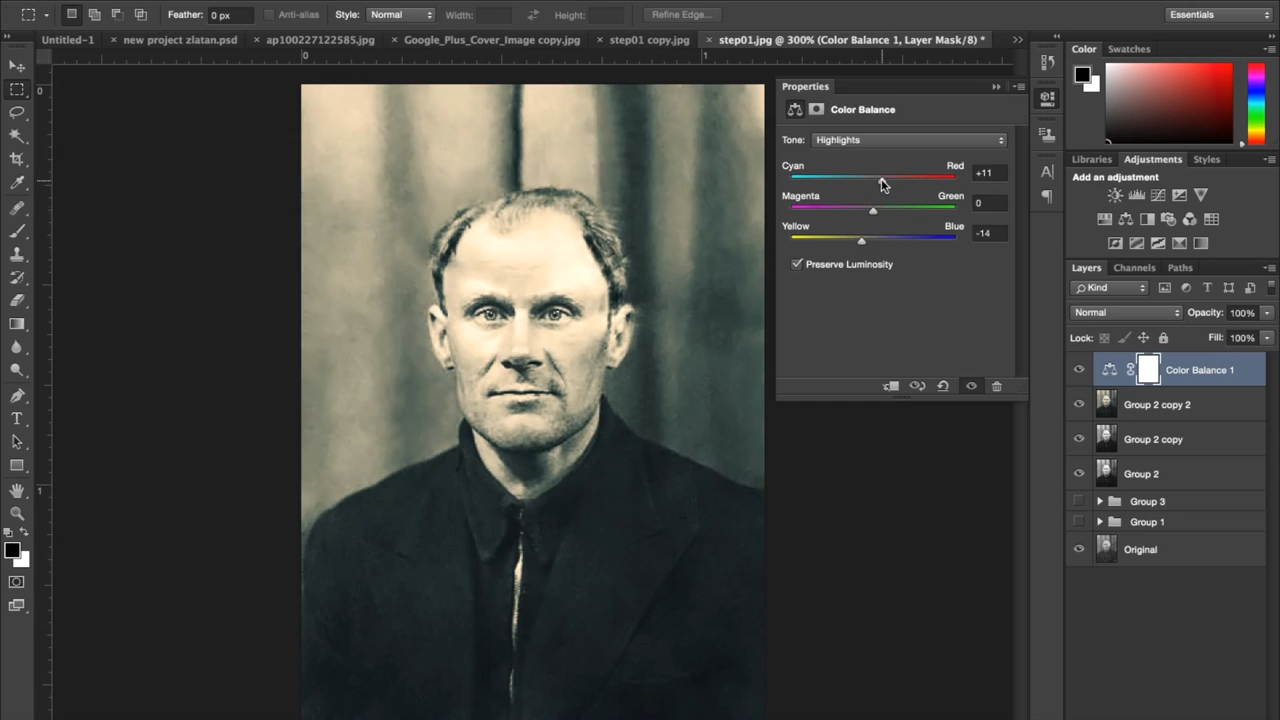 Feather: 0 px Anti-alias Style: Normal Width: Height: Refine Edge... Essentials
Untitled-1 × new project zlatan.psd × ap100227122585.jpg × Google_Plus_Cover_Image copy.jpg × step01 copy.jpg × step01.jpg @ 300% (Color Balance 1, Layer Mask/8) *
0 1
0
1
Properties
Color Balance
Tone: Highlights
Cyan Red +11
Magenta Green 0
Yellow Blue -14
Preserve Luminosity
Color Swatches
Libraries Adjustments Styles
Add an adjustment
Layers Channels Paths
Kind
Normal Opacity: 100%
Lock: Fill: 100%
Color Balance 1
Group 2 copy 2
Group 2 copy
Group 2
Group 3
Group 1
Original